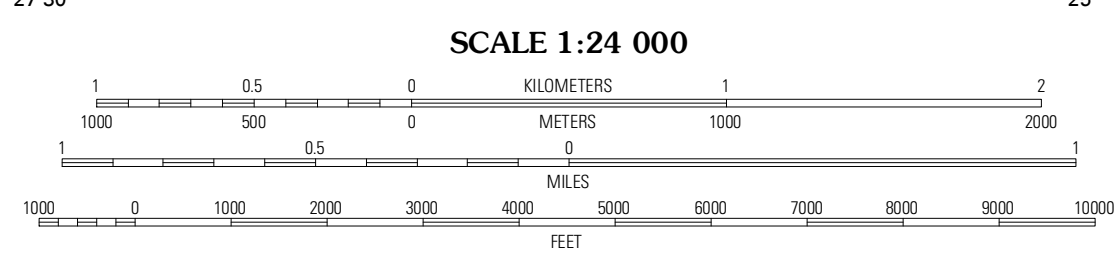 27'30" 25'
SCALE 1:24 000
1 0.5 0 KILOMETERS 1 2
1000 500 0 METERS 1000 2000
1 0.5 0 1
MILES
1000 0 1000 2000 3000 4000 5000 6000 7000 8000 9000 10000
FEET